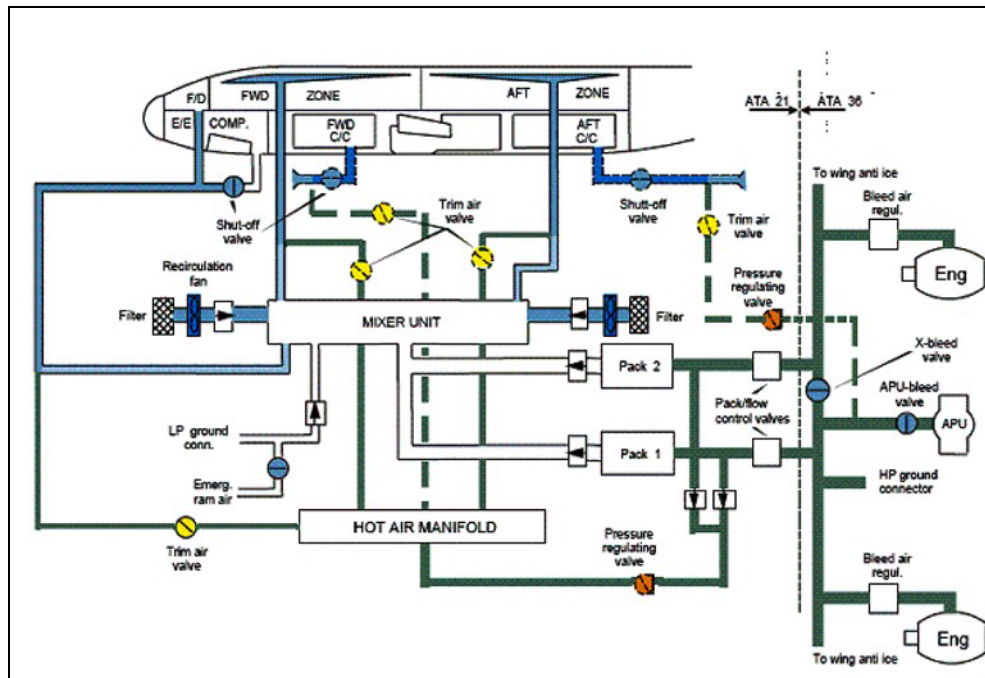 ATA 21
ATA 36
F/D
FWD
ZONE
AFT
ZONE
E/E
COMP.
FWD
C/C
AFT
C/C
To wing anti ice
Bleed air
regul.
Shut-off
valve
Shutt-off
valve
Trim air
valve
Eng
Recirculation
fan
Pressure
regulating
valve
Filter
MIXER UNIT
Filter
X-bleed
valve
Pack 2
APU-bleed
valve
Pack/flow
control valves
APU
LP ground
conn.
Pack 1
Emerg.
ram air
HP ground
connector
HOT AIR MANIFOLD
Trim air
valve
Pressure
regulating
valve
Bleed air
regul.
Eng
To wing anti ice